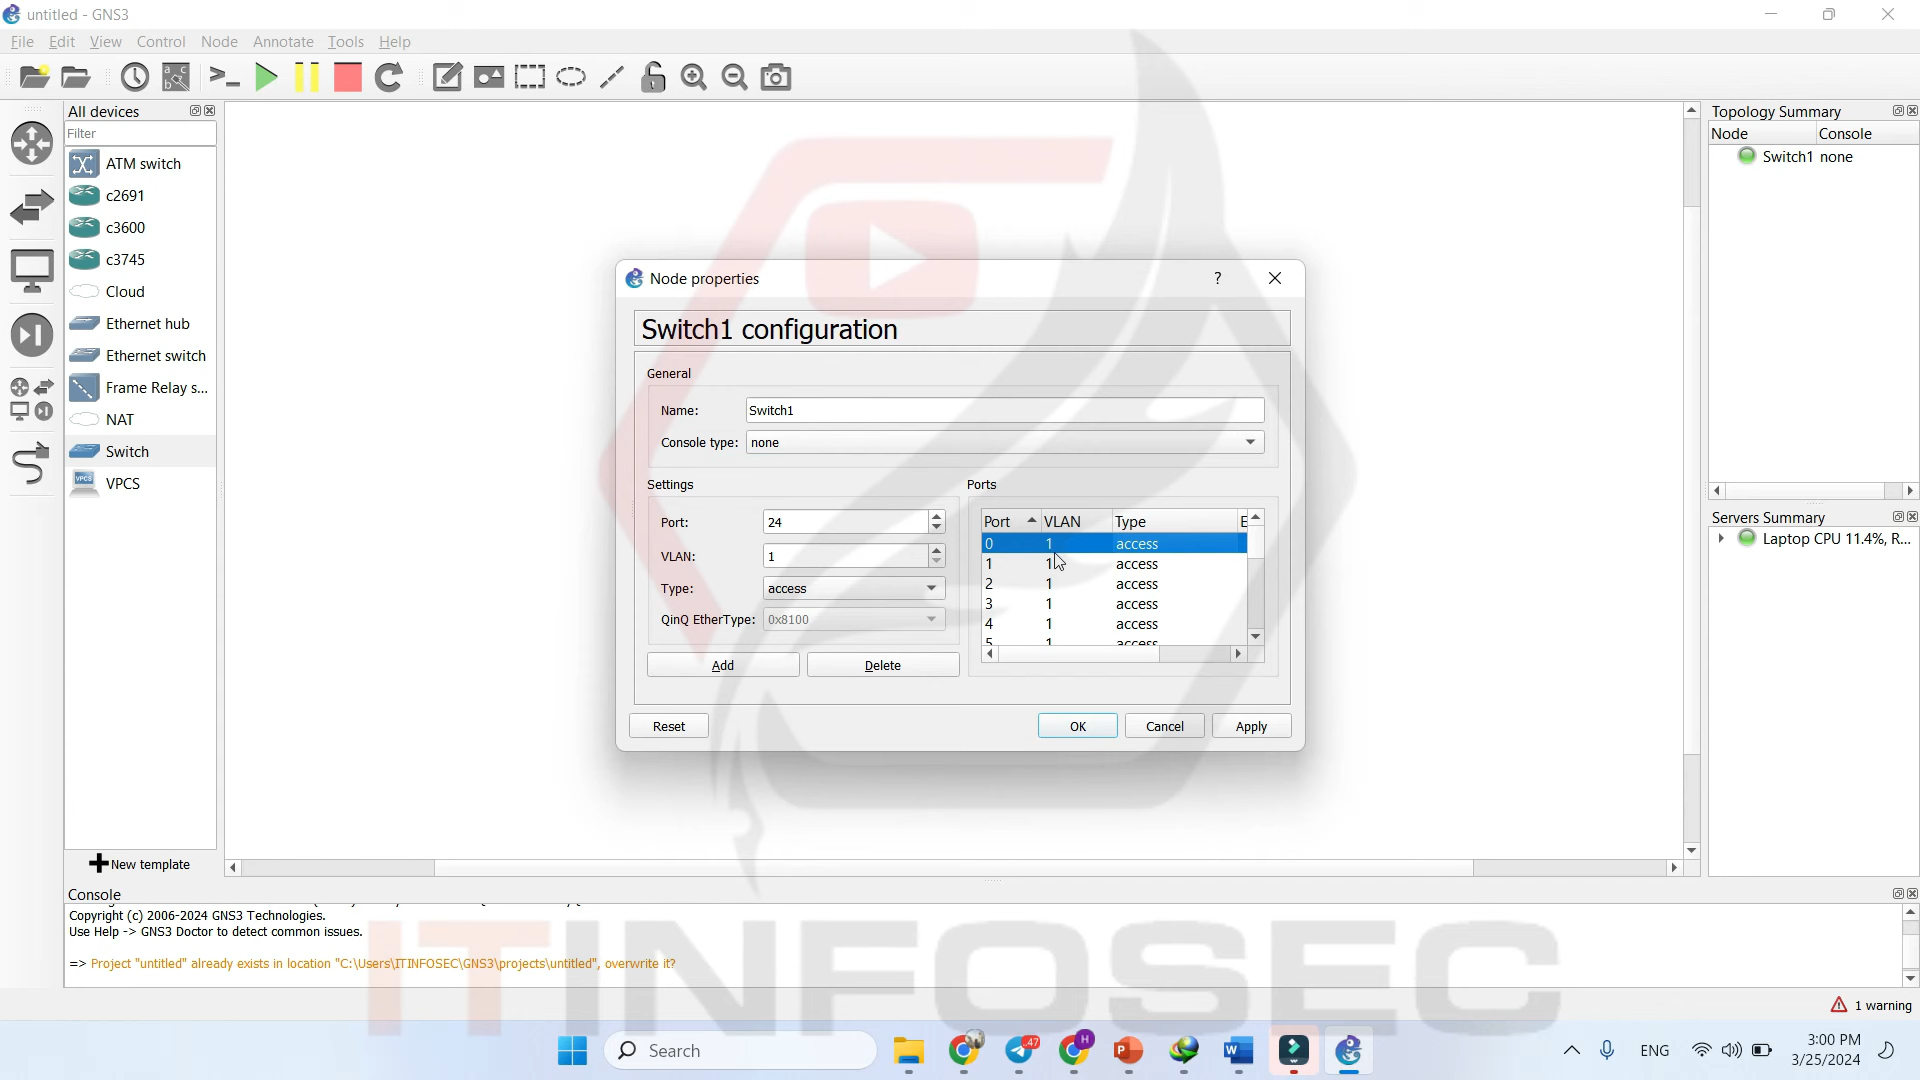 untitled - GNS3
File Edit View Control Node Annotate Tools Help
All devices
Filter
ATM switch
c2691
c3600
c3745
Cloud
Ethernet hub
Ethernet switch
Frame Relay s...
NAT
Switch
VPCS
VPCS
New template
Node properties
?
Switch1 configuration
General
Name: Switch1
Console type: none
Settings
Port: 24
VLAN: 1
Type: access
QinQ EtherType: 0x8100
Add Delete
Ports
Port VLAN Type E
0 1 access
1 1 access
2 1 access
3 1 access
4 1 access
5 1 access
Reset OK Cancel Apply
Topology Summary
Node Console
Switch1 none
Servers Summary
Laptop CPU 11.4%, R...
Console
Copyright (c) 2006-2024 GNS3 Technologies.
Use Help -> GNS3 Doctor to detect common issues.
=> Project "untitled" already exists in location "C:\Users\ITINFOSEC\GNS3\projects\untitled", overwrite it?
ITINFOSEC
1 warning
Search
..47
H
ENG
3:00 PM
3/25/2024